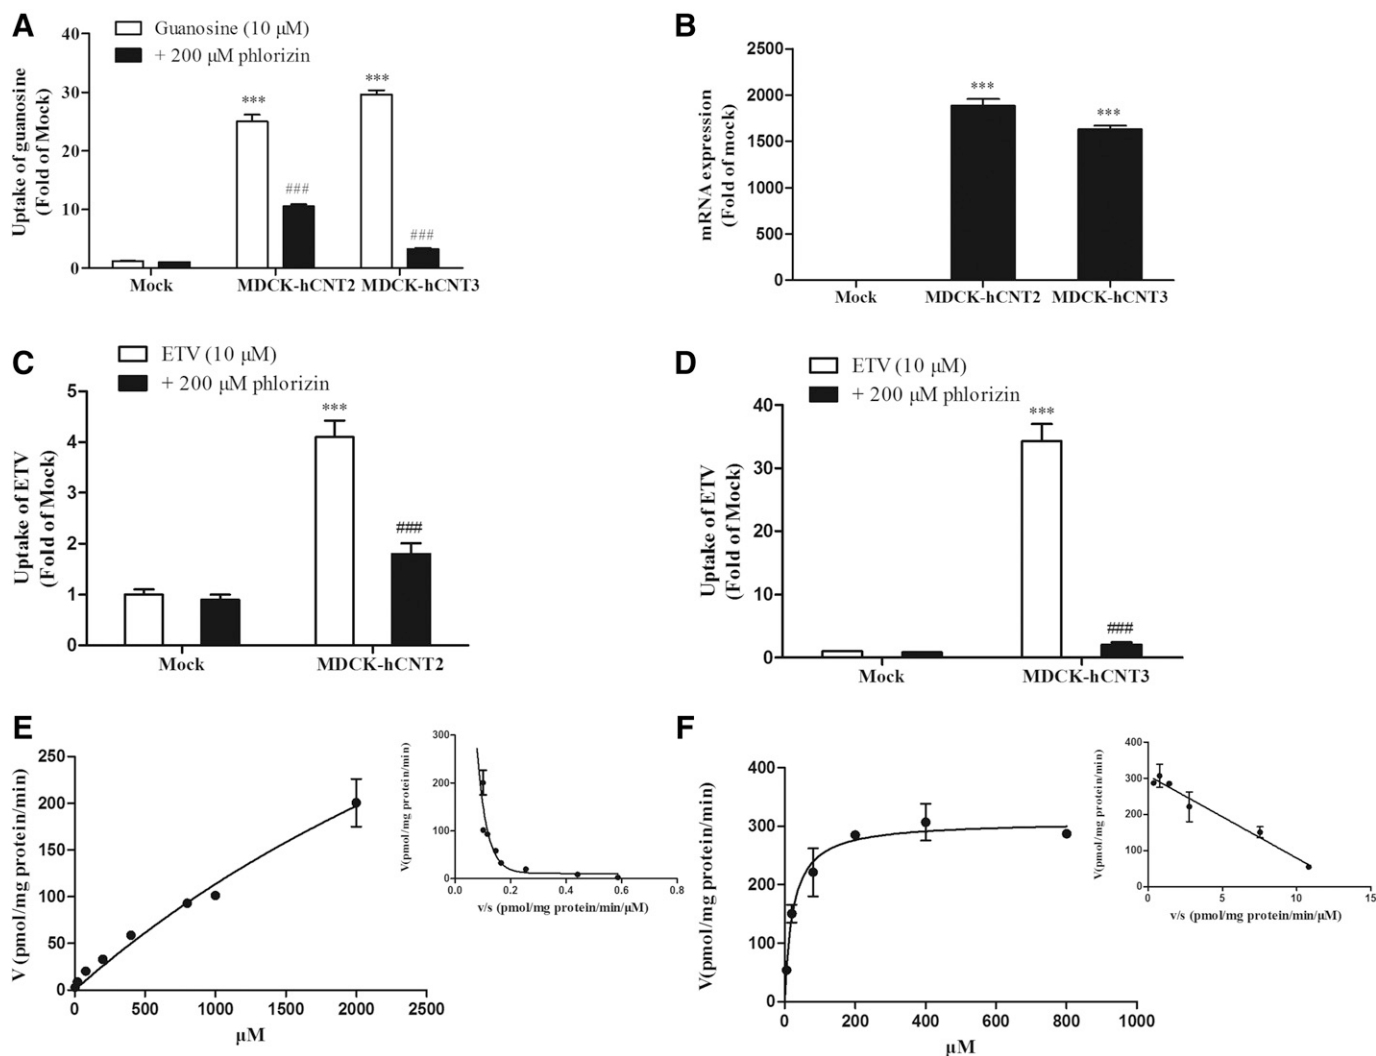 A
Guanosine (10 μM)
+ 200 μM phlorizin
Uptake of guanosine
(Fold of Mock)
40
30
20
10
0
***
###
***
###
Mock
MDCK-hCNT2
MDCK-hCNT3
B
mRNA expression
(Fold of mock)
2500
2000
1500
1000
500
0
***
***
Mock
MDCK-hCNT2
MDCK-hCNT3
C
ETV (10 μM)
+ 200 μM phlorizin
Uptake of ETV
(Fold of Mock)
5
4
3
2
1
0
***
###
Mock
MDCK-hCNT2
D
ETV (10 μM)
+ 200 μM phlorizin
Uptake of ETV
(Fold of Mock)
40
30
20
10
0
***
###
Mock
MDCK-hCNT3
E
V (pmol/mg protein/min)
250
200
150
100
50
0
0 500 1000 1500 2000 2500
μM
V(pmol/mg protein/min)
300
200
100
0
0.0 0.2 0.4 0.6 0.8
v/s (pmol/mg protein/min/μM)
F
V(pmol/mg protein/min)
400
300
200
100
0
0 200 400 600 800 1000
μM
V(pmol/mg protein/min)
400
300
200
100
0
0 5 10 15
v/s (pmol/mg protein/min/μM)